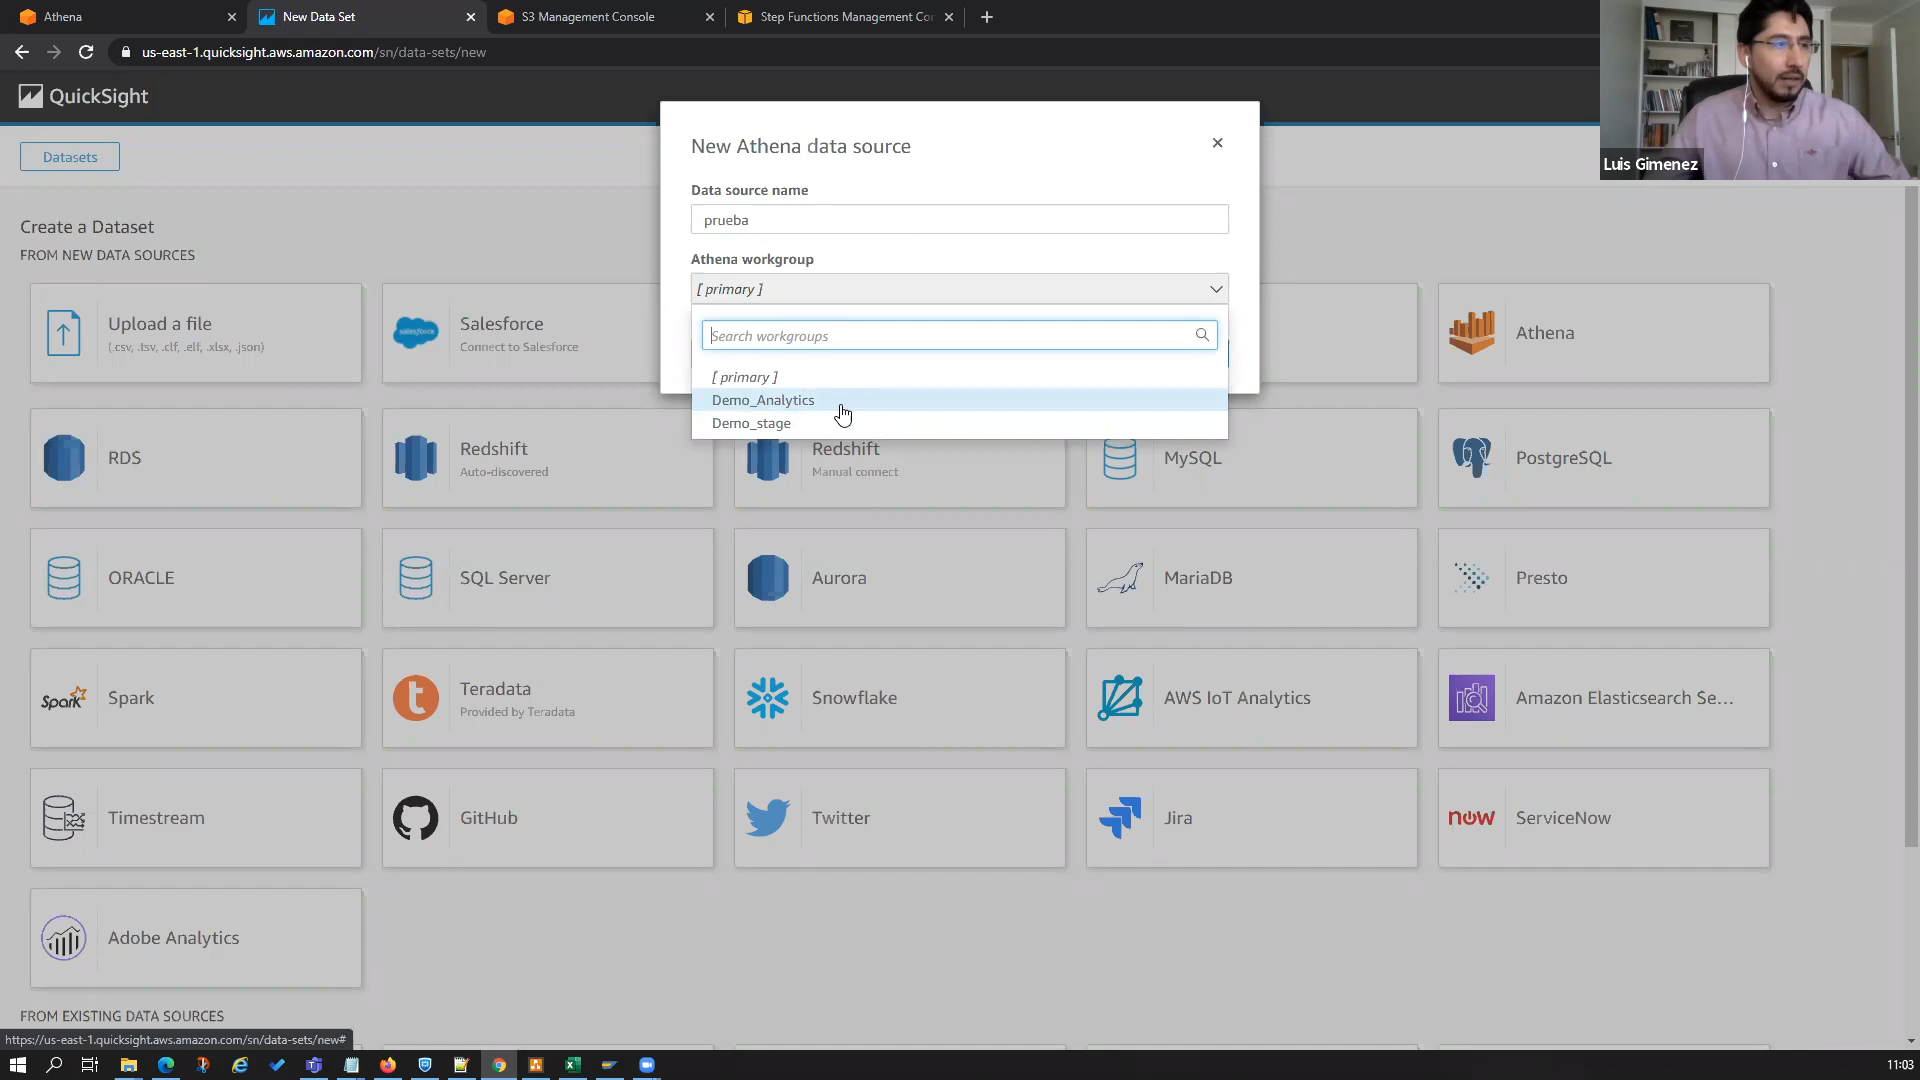 Athena
New Data Set
S3 Management Console
Step Functions Management Co
us-east-1.quicksight.aws.amazon.com/sn/data-sets/new
QuickSight
Luis Gimenez
Datasets
New Athena data source
Data source name
prueba
Athena workgroup
[ primary ]
Search workgroups
[ primary ]
Demo_Analytics
Demo_stage
Create a Dataset
FROM NEW DATA SOURCES
Upload a file
(.csv, .tsv, .clf, .elf, .xlsx, .json)
salesforce
Salesforce
Connect to Salesforce
Athena
RDS
Redshift
Auto-discovered
Redshift
Manual connect
MySQL
PostgreSQL
ORACLE
SQL Server
Aurora
MariaDB
Presto
Spark
Spark
t
Teradata
Provided by Teradata
Snowflake
AWS IoT Analytics
Amazon Elasticsearch Se...
Timestream
GitHub
Twitter
Jira
now
ServiceNow
Adobe Analytics
FROM EXISTING DATA SOURCES
https://us-east-1.quicksight.aws.amazon.com/sn/data-sets/new#
11:03